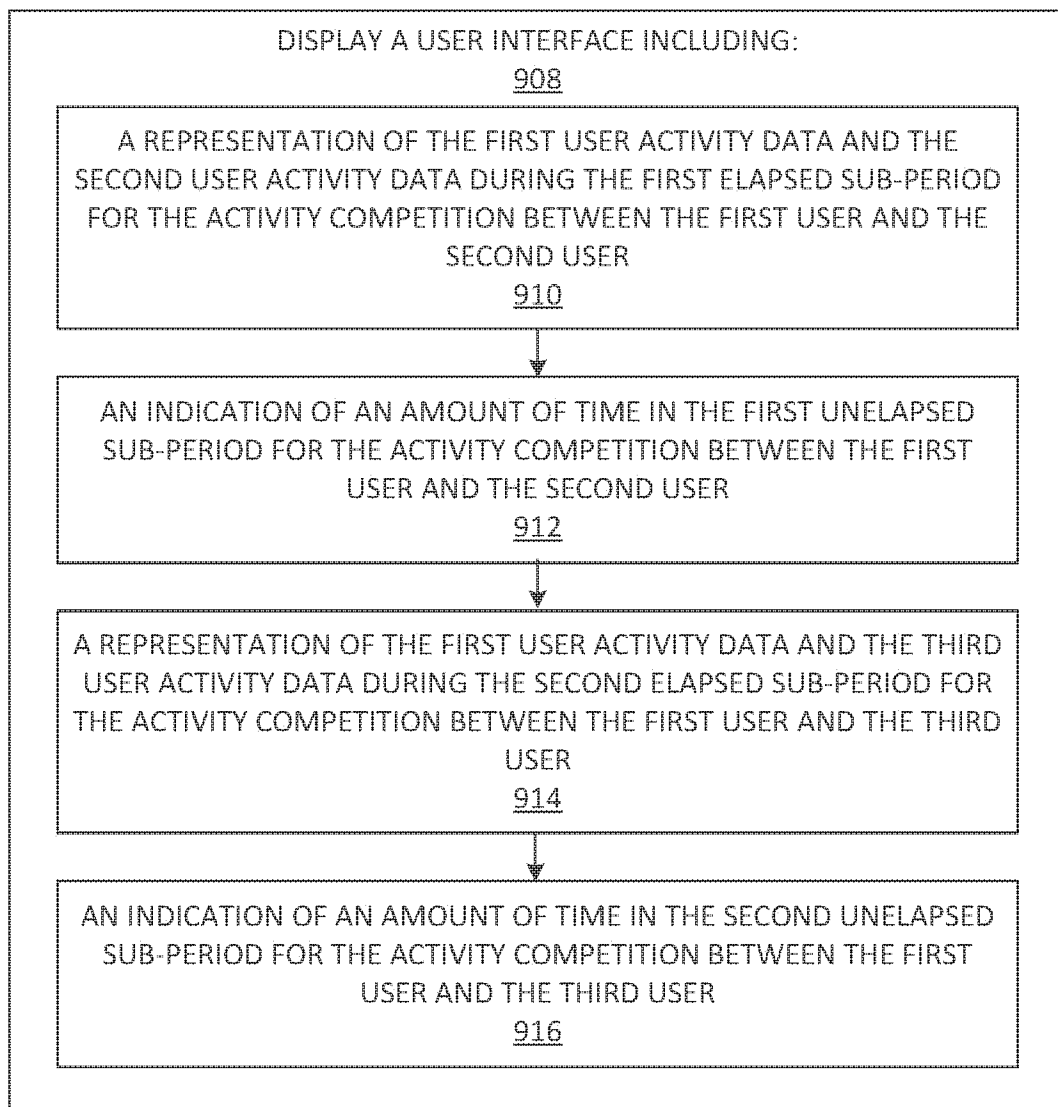 DISPLAY A USER INTERFACE INCLUDING:
908
A REPRESENTATION OF THE FIRST USER ACTIVITY DATA AND THE
SECOND USER ACTIVITY DATA DURING THE FIRST ELAPSED SUB-PERIOD
FOR THE ACTIVITY COMPETITION BETWEEN THE FIRST USER AND THE
SECOND USER
910
AN INDICATION OF AN AMOUNT OF TIME IN THE FIRST UNELAPSED
SUB-PERIOD FOR THE ACTIVITY COMPETITION BETWEEN THE FIRST
USER AND THE SECOND USER
912
A REPRESENTATION OF THE FIRST USER ACTIVITY DATA AND THE THIRD
USER ACTIVITY DATA DURING THE SECOND ELAPSED SUB-PERIOD FOR
THE ACTIVITY COMPETITION BETWEEN THE FIRST USER AND THE THIRD
USER
914
AN INDICATION OF AN AMOUNT OF TIME IN THE SECOND UNELAPSED
SUB-PERIOD FOR THE ACTIVITY COMPETITION BETWEEN THE FIRST
USER AND THE THIRD USER
916